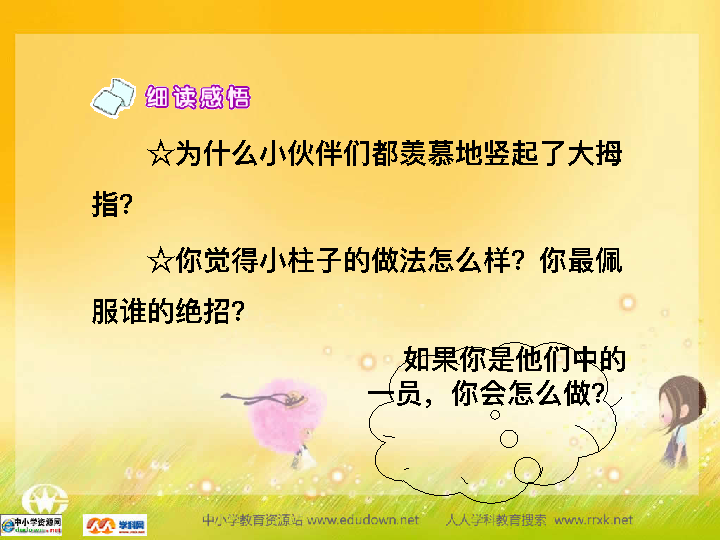 细读感悟
☆为什么小伙伴们都羡慕地竖起了大拇
指？
☆你觉得小柱子的做法怎么样？你最佩
服谁的绝招？
如果你是他们中的
一员，你会怎么做？
中小学资源网
学科网
中小学教育资源站 www.edudown.net 人人学科教育搜索 www.rrxk.net